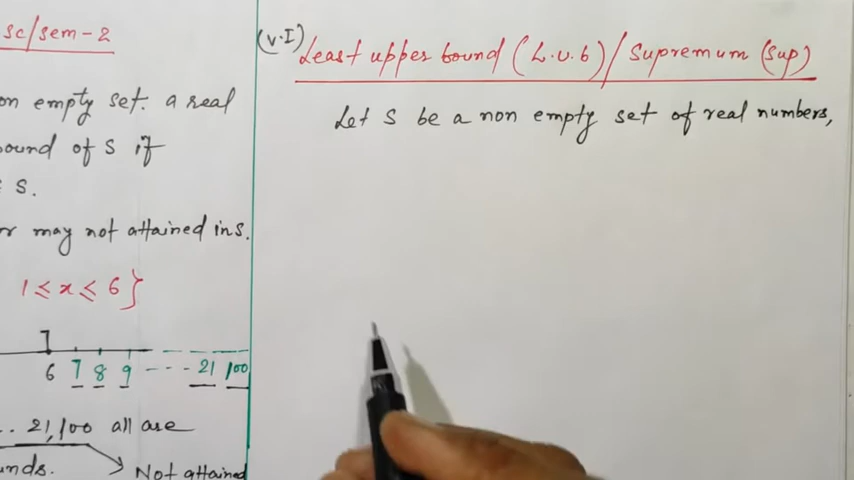 sc/sem-2
on empty set. a real
ound of S if
S.
r may not attained in s.
1 ≤ x ≤ 6 }
6 7 8 9 - - - 21 100
.. 21,100 all are
nds. Not attained
(V.I) Least upper bound (L.U.b) / Supremum (Sup)
Let S be a non empty set of real numbers,